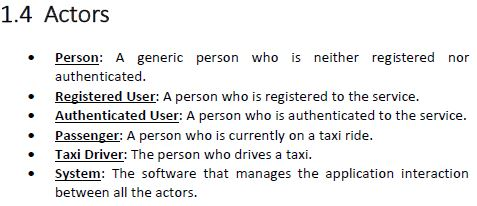 1.4 Actors
• Person: A generic person who is neither registered nor
authenticated.
• Registered User: A person who is registered to the service.
• Authenticated User: A person who is authenticated to the service.
• Passenger: A person who is currently on a taxi ride.
• Taxi Driver: The person who drives a taxi.
• System: The software that manages the application interaction
between all the actors.